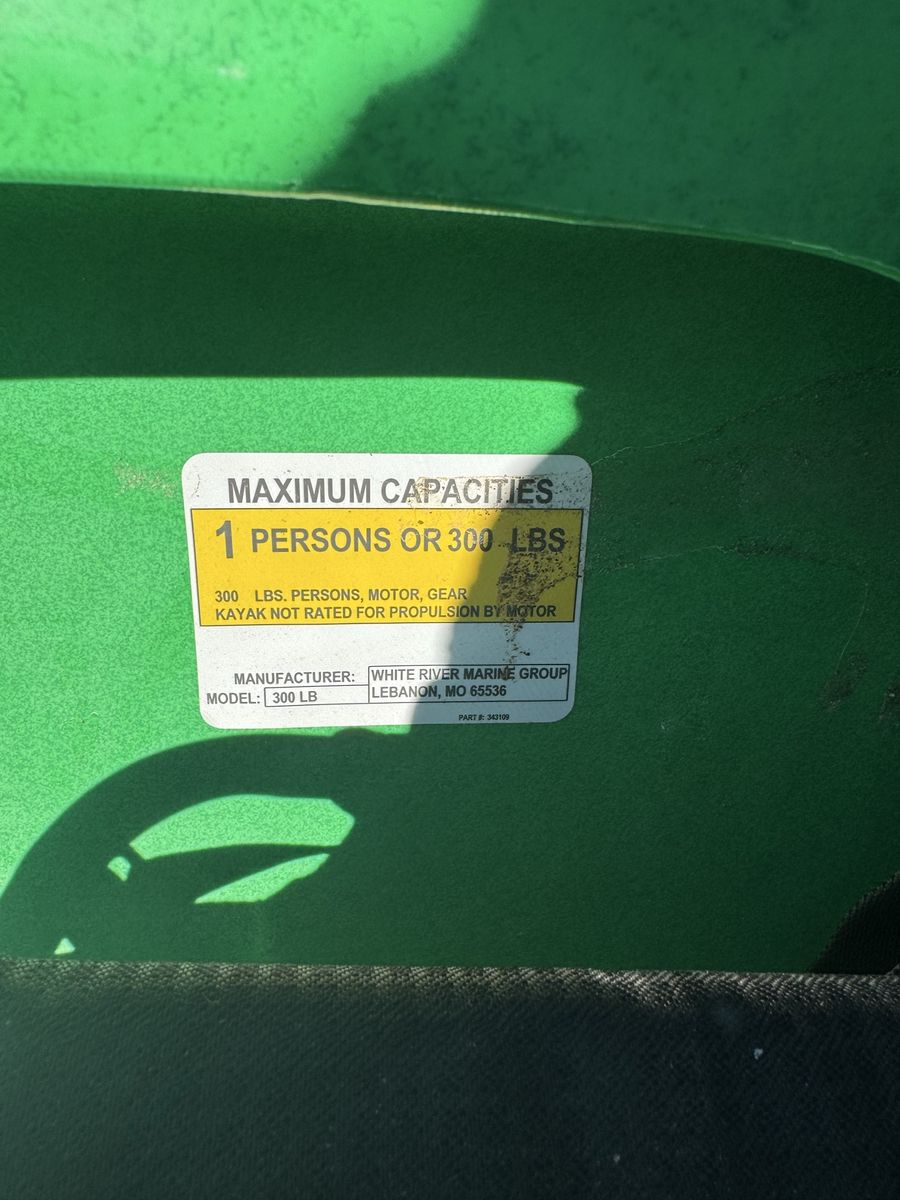 MAXIMUM CAPACITIES
1 PERSONS OR 300 LBS
300 LBS. PERSONS, MOTOR, GEAR
KAYAK NOT RATED FOR PROPULSION BY MOTOR
MANUFACTURER: WHITE RIVER MARINE GROUP
MODEL: 300 LB LEBANON, MO 65536
PART #: 343109